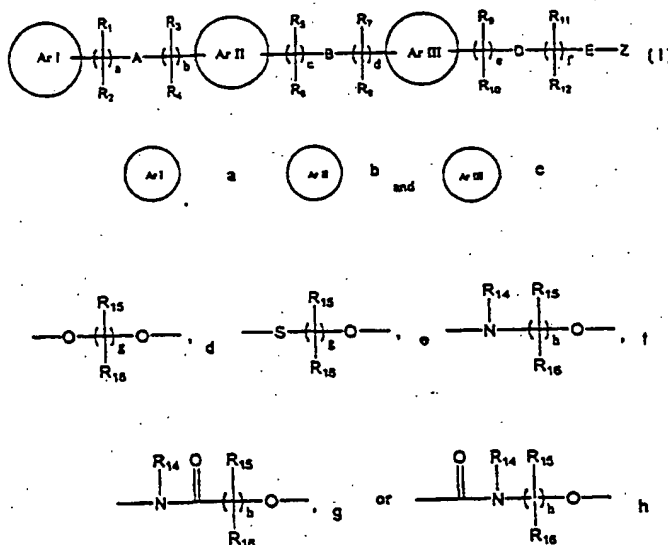 R₁ R₃ R₅ R₇ R₉ R₁₁
Ar I ( )a A ( )b Ar II ( )c B ( )d Ar III ( )e D ( )f E Z (I)
R₂ R₄ R₆ R₈ R₁₀ R₁₂
Ar I a Ar II b and Ar III c
R₁₅ R₁₅ R₁₄ R₁₅
O ( )g O , d S ( )g O , e N ( )h O , f
R₁₆ R₁₆ R₁₆
R₁₄ O R₁₅ O R₁₄ R₁₅
N ( )h O , g or N ( )h O h
R₁₆ R₁₆